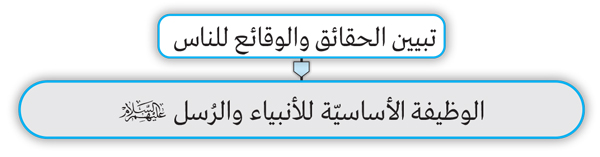 تبيين الحقائق والوقائع للناس
الوظيفة الأساسيّة للأنبياء والرُسل عليهم السلام